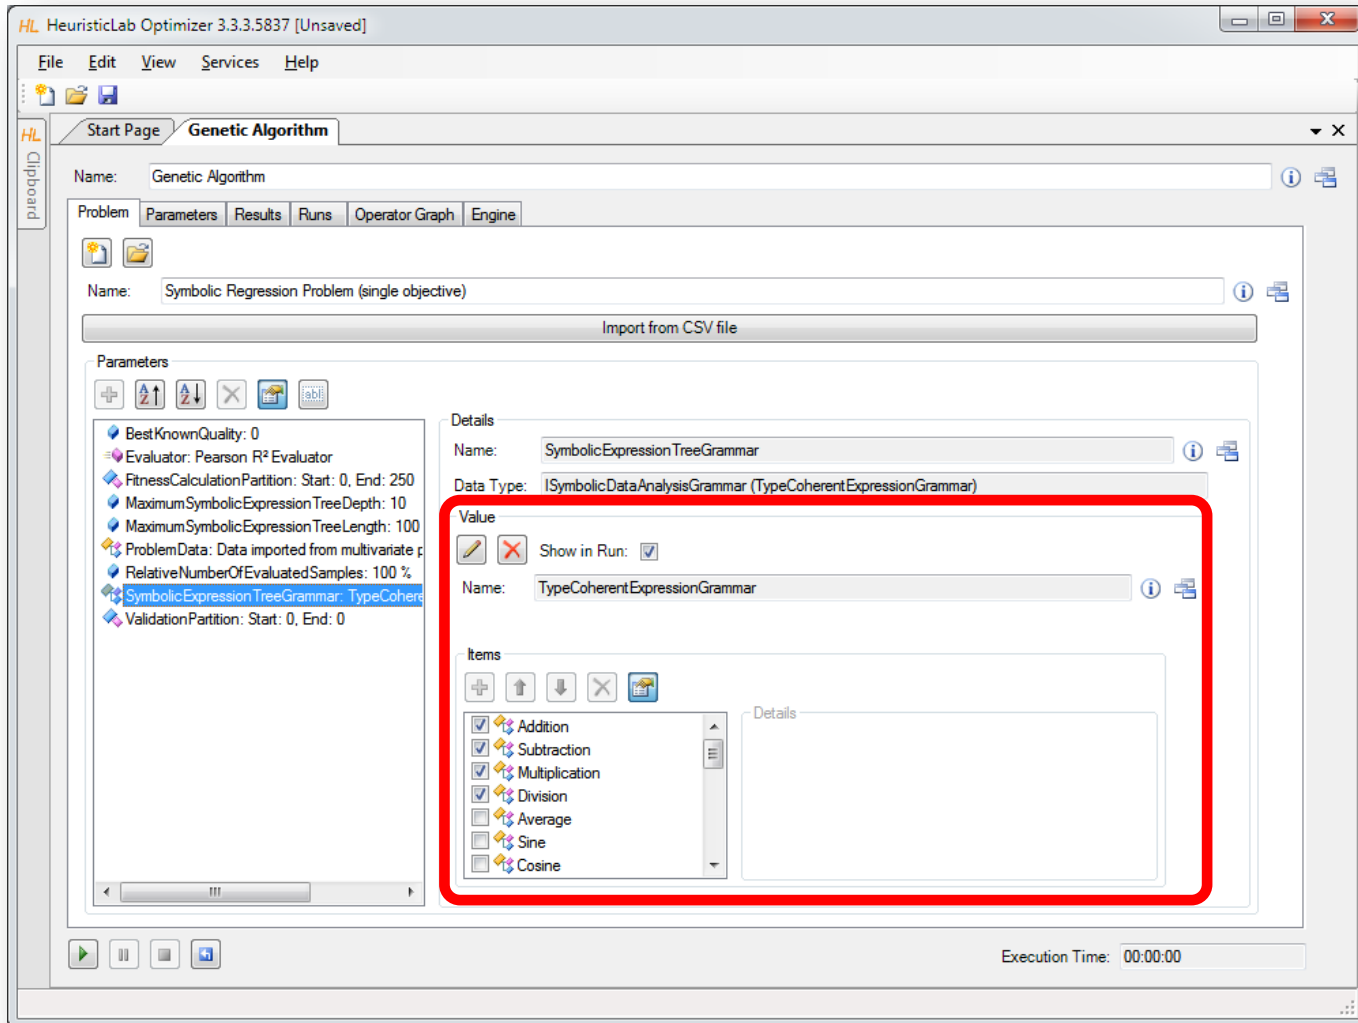 HL HeuristicLab Optimizer 3.3.3.5837 [Unsaved]
File Edit View Services Help
HL Clipboard
Start Page Genetic Algorithm
Name: Genetic Algorithm
Problem Parameters Results Runs Operator Graph Engine
Name: Symbolic Regression Problem (single objective)
Import from CSV file
Parameters
BestKnownQuality: 0
Evaluator: Pearson R² Evaluator
FitnessCalculationPartition: Start: 0, End: 250
MaximumSymbolicExpressionTreeDepth: 10
MaximumSymbolicExpressionTreeLength: 100
ProblemData: Data imported from multivariate p
RelativeNumberOfEvaluatedSamples: 100 %
SymbolicExpressionTreeGrammar: TypeCohere
ValidationPartition: Start: 0, End: 0
Details
Name: SymbolicExpressionTreeGrammar
Data Type: ISymbolicDataAnalysisGrammar (TypeCoherentExpressionGrammar)
Value
Show in Run:
Name: TypeCoherentExpressionGrammar
Items
Addition
Subtraction
Multiplication
Division
Average
Sine
Cosine
Details
Execution Time: 00:00:00